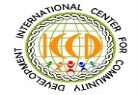 INTERNATIONAL CENTER FOR COMMUNITY DEVELOPMENT
ICCD